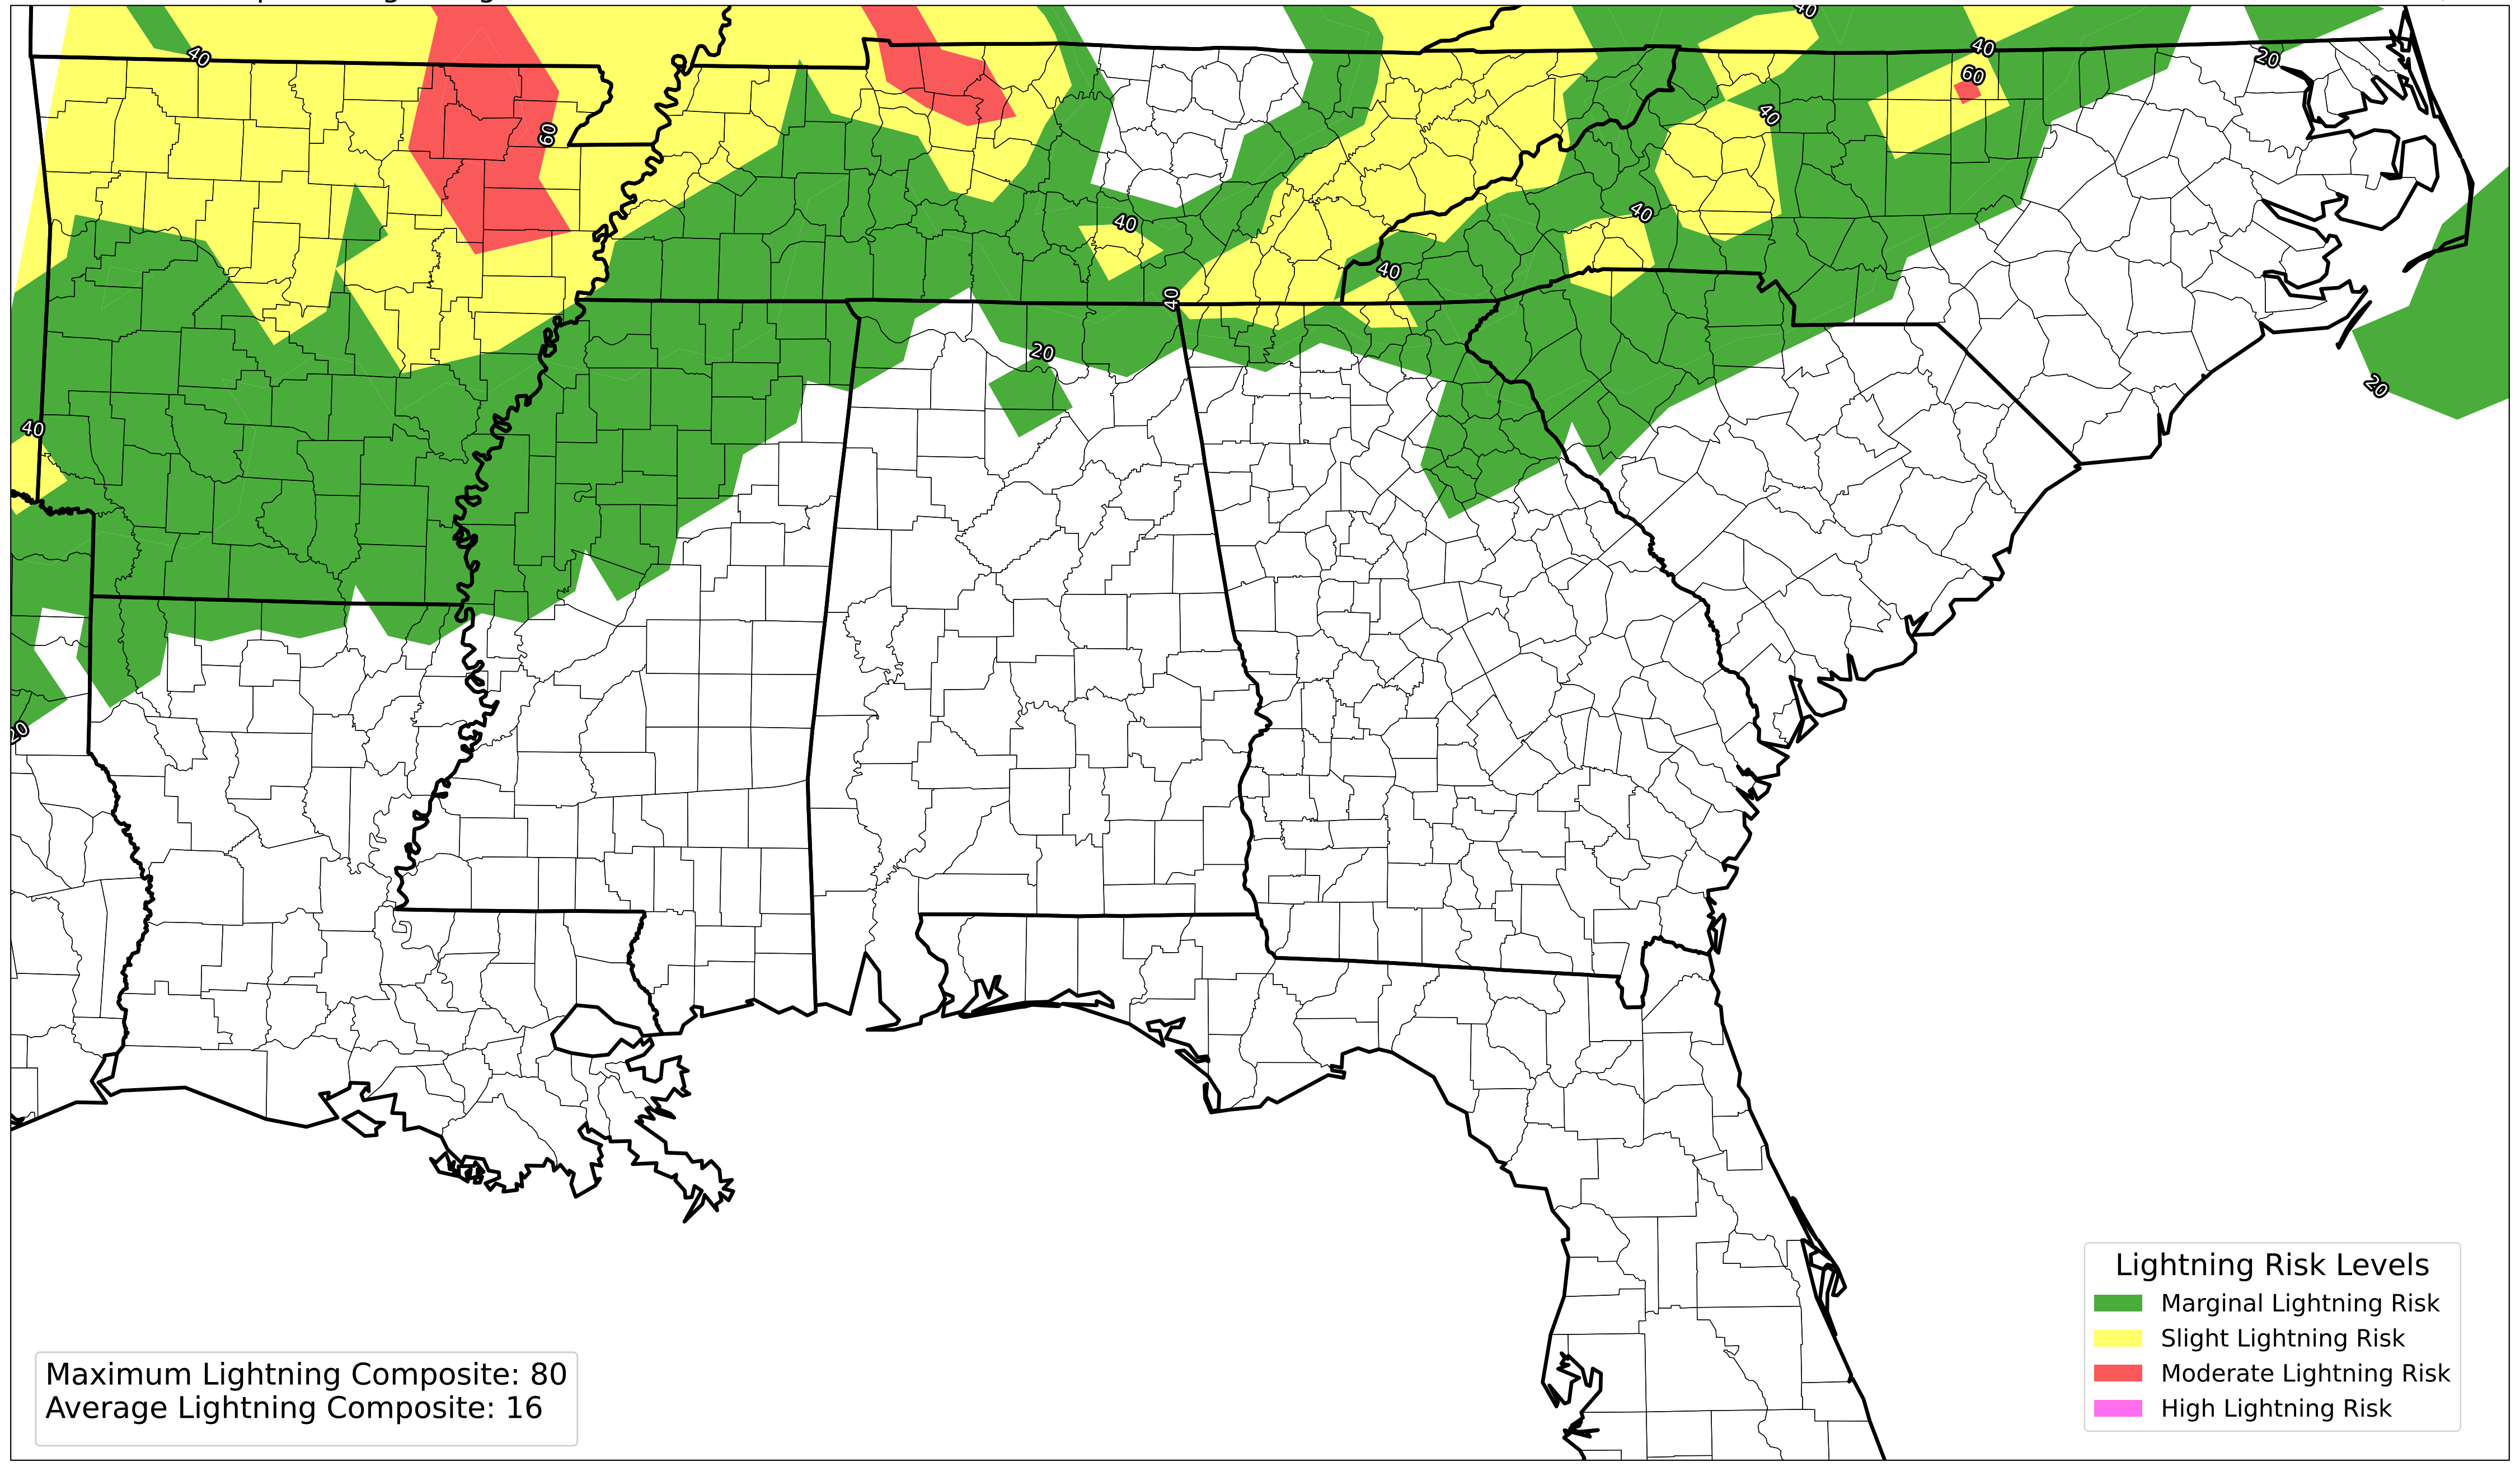 40
40
20
40
60
60
40
40
40
40
40
20
20
40
20
Lightning Risk Levels
Marginal Lightning Risk
Slight Lightning Risk
Moderate Lightning Risk
High Lightning Risk
Maximum Lightning Composite: 80
Average Lightning Composite: 16